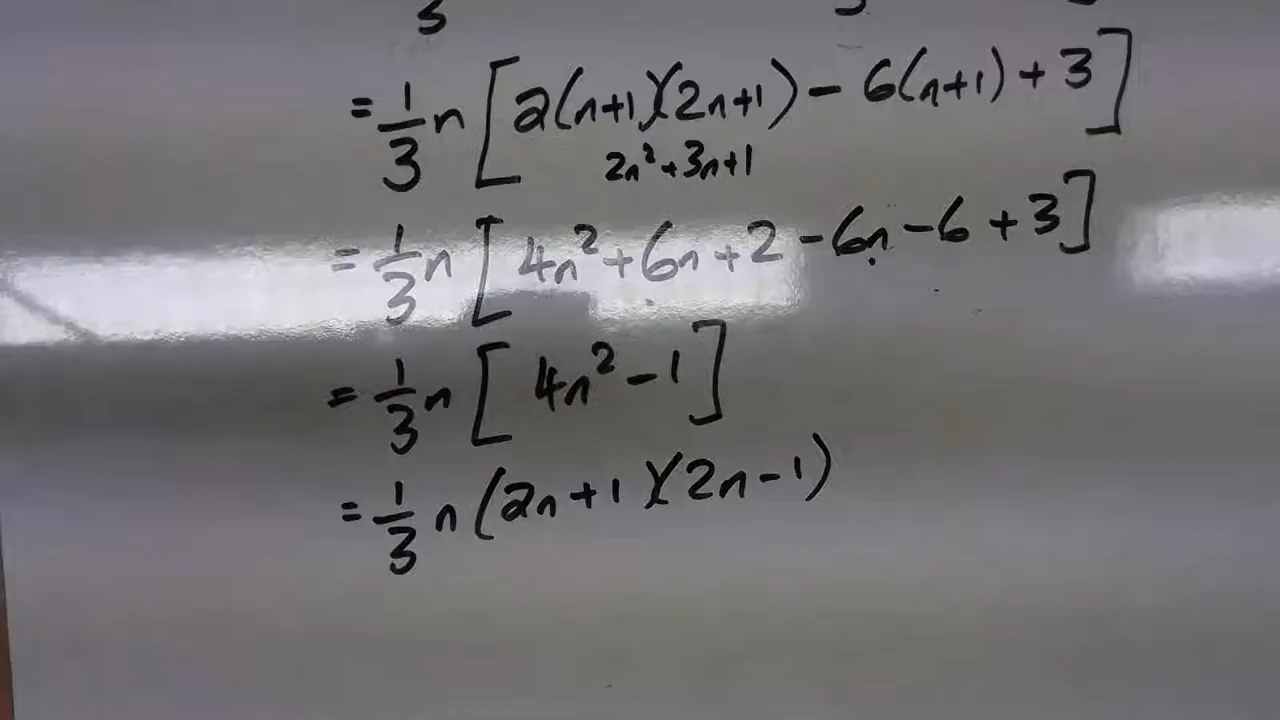 = 1/3 n [ 2(n+1)(2n+1) - 6(n+1) + 3 ]
2n² + 3n + 1
= 1/3 n [ 4n² + 6n + 2 - 6n - 6 + 3 ]
= 1/3 n [ 4n² - 1 ]
= 1/3 n (2n+1)(2n-1)